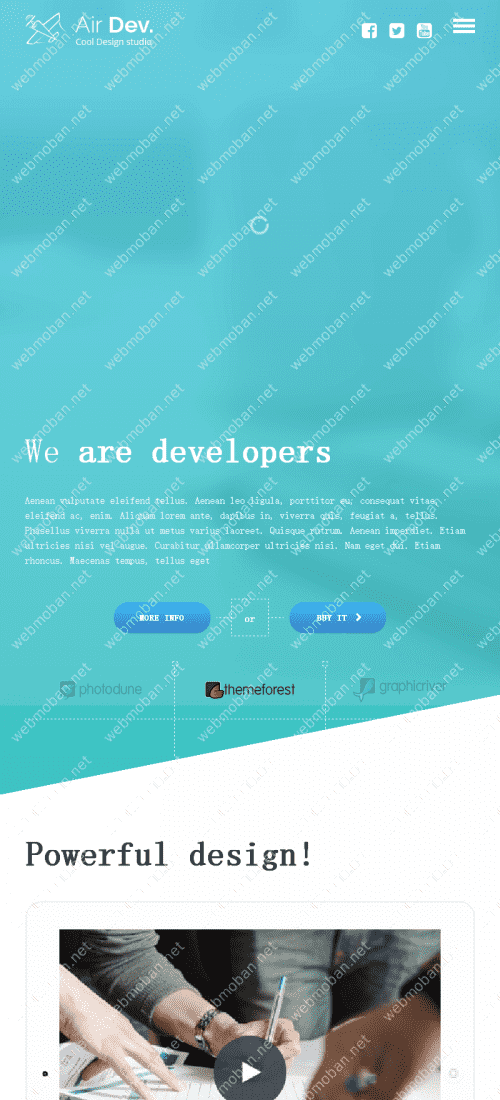 Air Dev.
Cool Design studio
We are developers
Aenean vulputate eleifend tellus. Aenean leo ligula, porttitor eu, consequat vitae,
eleifend ac, enim. Aliquam lorem ante, dapibus in, viverra quis, feugiat a, tellus.
Phasellus viverra nulla ut metus varius laoreet. Quisque rutrum. Aenean imperdiet. Etiam
ultricies nisi vel augue. Curabitur ullamcorper ultricies nisi. Nam eget dui. Etiam
rhoncus. Maecenas tempus, tellus eget
MORE INFO or BUY IT
photodune themeforest graphicriver
Powerful design!
webmoban.net